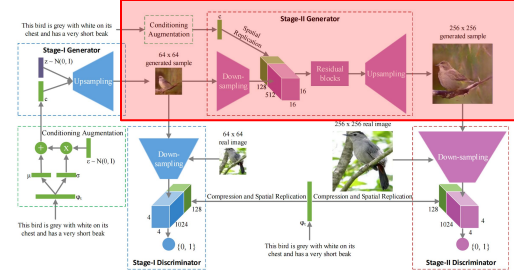 Stage-II Generator
This bird is grey with white on its
chest and has a very short beak
Conditioning
Augmentation
c
Spatial
Replication
Stage-I Generator
z ~ N(0, I)
Upsampling
c
64 x 64
generated sample
Down-
sampling
128
512
16
16
Residual
blocks
Upsampling
256 x 256
generated sample
Conditioning Augmentation
+
x
ε ~ N(0, I)
μ
σ
φt
This bird is grey with white on its
chest and has a very short beak
64 x 64
real image
256 x 256 real image
Down-
sampling
Down-
sampling
Compression and Spatial Replication
Compression and Spatial Replication
128
1024
4
4
128
1024
4
4
φt
{0, 1}
{0, 1}
This bird is grey with white on its
chest and has a very short beak
Stage-I Discriminator
Stage-II Discriminator